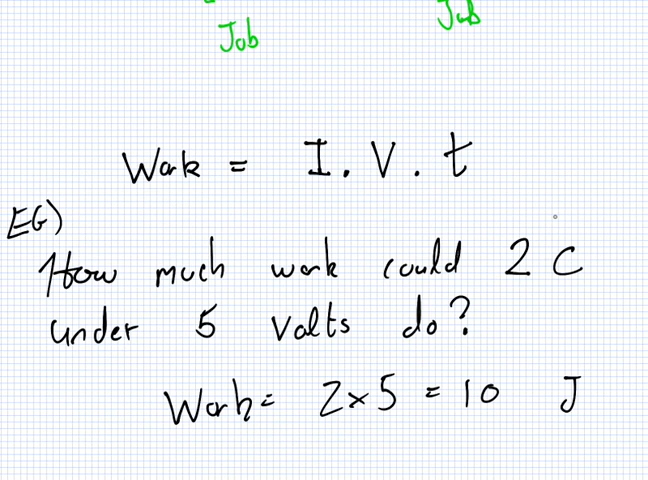 Job Job
Work = I . V . t
EG)
How much work could 2 C
under 5 volts do?
Work = 2 x 5 = 10 J